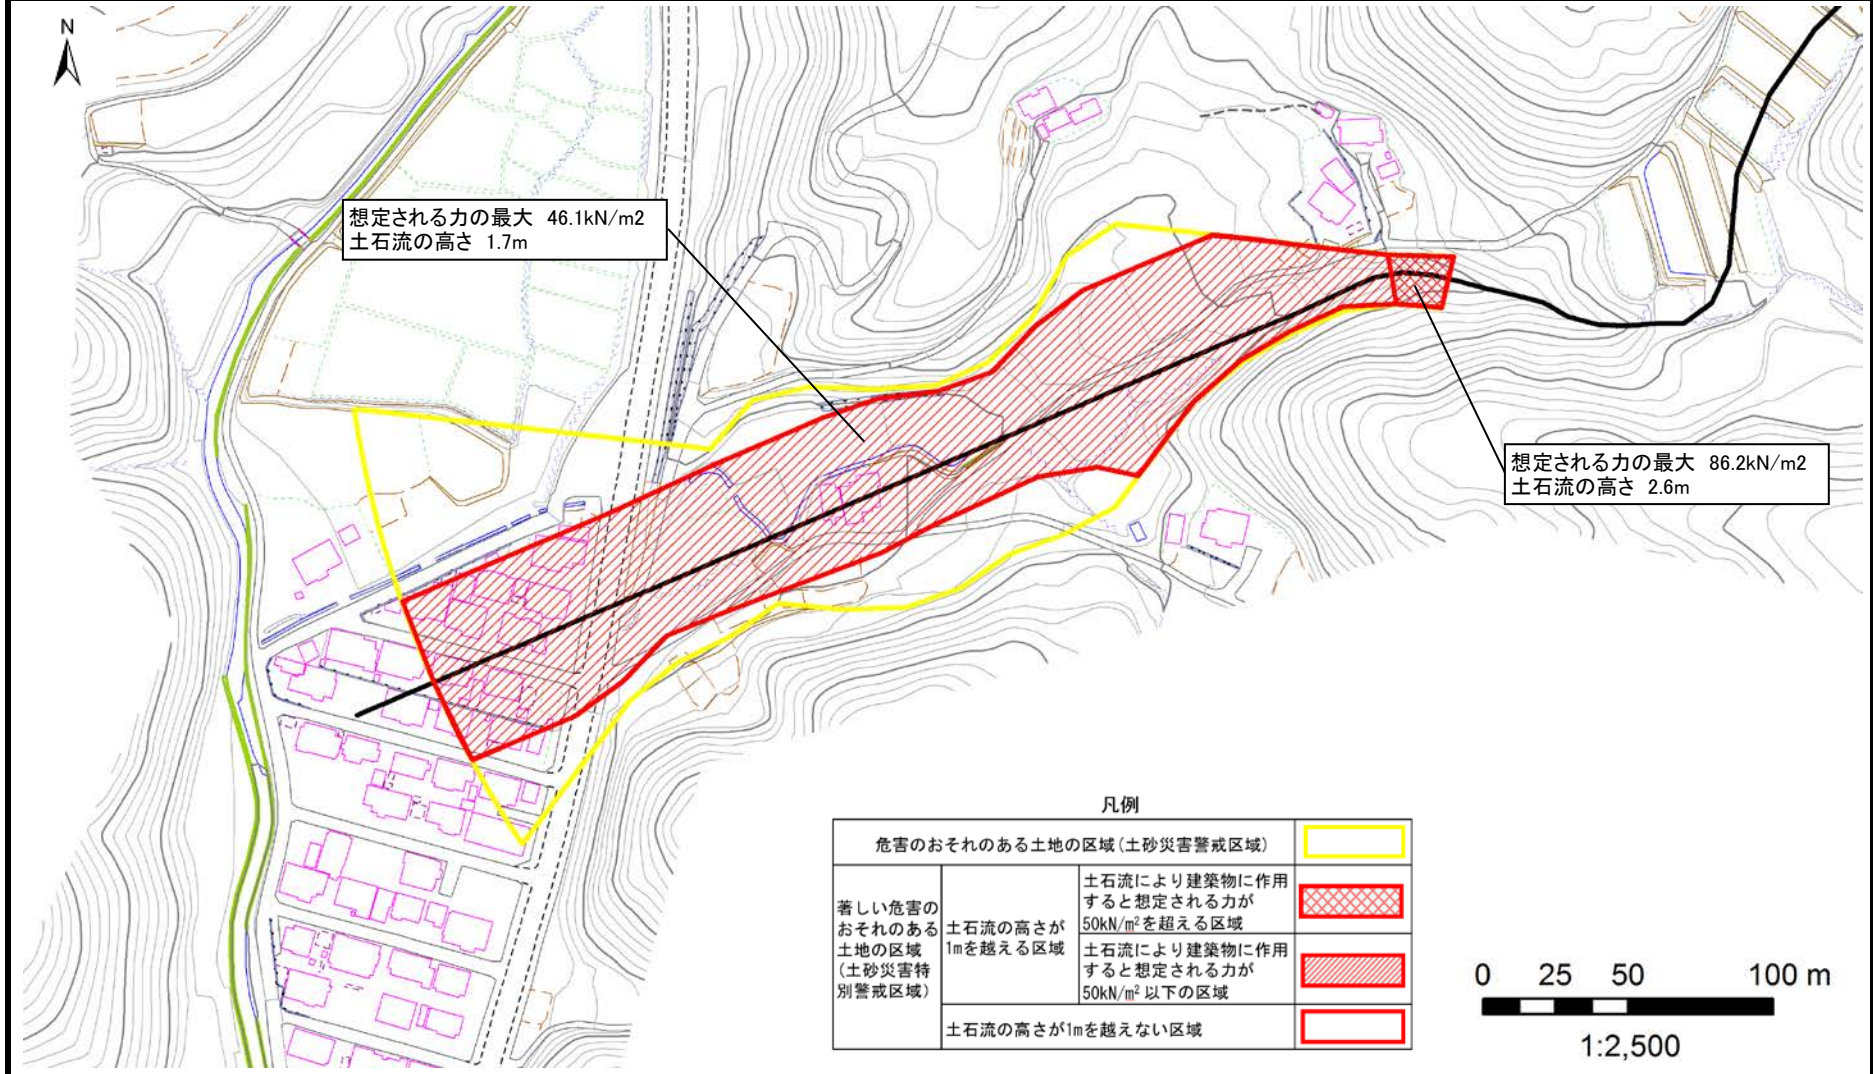 N
想定される力の最大 46.1kN/m2
土石流の高さ 1.7m
想定される力の最大 86.2kN/m2
土石流の高さ 2.6m
凡例
危害のおそれのある土地の区域(土砂災害警戒区域)
著しい危害の
おそれのある
土地の区域
(土砂災害特
別警戒区域)
土石流の高さが
1mを越える区域
土石流により建築物に作用
すると想定される力が
50kN/m²を超える区域
土石流により建築物に作用
すると想定される力が
50kN/m²以下の区域
土石流の高さが1mを越えない区域
0 25 50 100 m
1:2,500